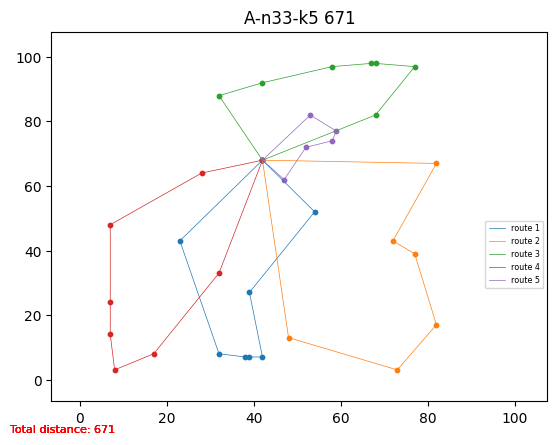 A-n33-k5 671
100
80
60
40
20
0
0 20 40 60 80 100
route 1
route 2
route 3
route 4
route 5
Total distance: 671